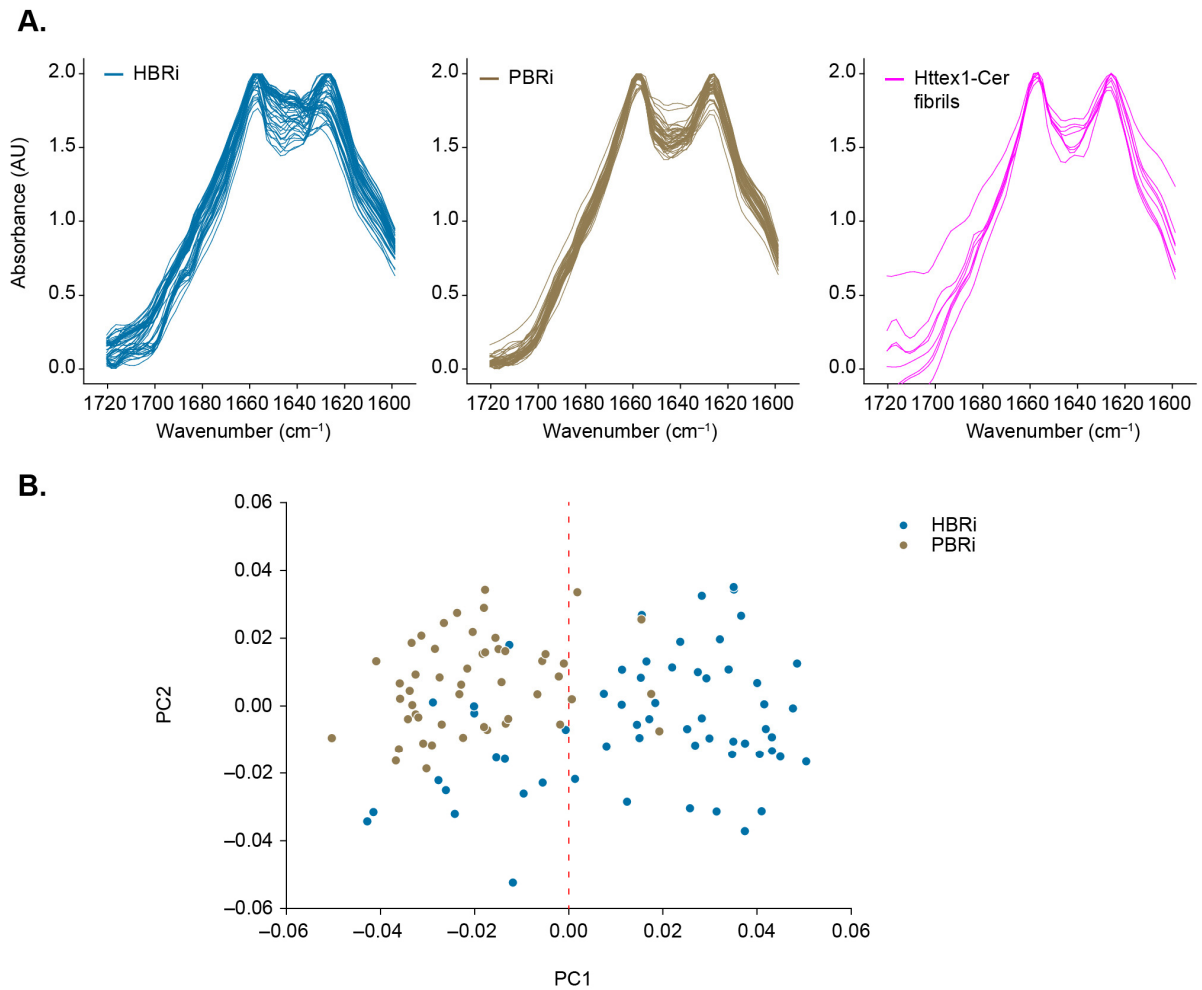 A.
HBRi
PBRi
Httex1-Cer
fibrils
Absorbance (AU)
2.0
1.5
1.0
0.5
0.0
2.0
1.5
1.0
0.5
0.0
2.0
1.5
1.0
0.5
0.0
1720 1700 1680 1660 1640 1620 1600
1720 1700 1680 1660 1640 1620 1600
1720 1700 1680 1660 1640 1620 1600
Wavenumber (cm⁻¹)
Wavenumber (cm⁻¹)
Wavenumber (cm⁻¹)
B.
PC2
0.06
0.04
0.02
0.00
–0.02
–0.04
–0.06
–0.06 –0.04 –0.02 0.00 0.02 0.04 0.06
PC1
HBRi
PBRi